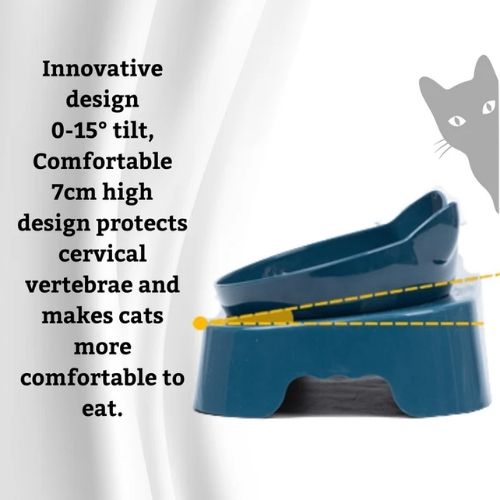 Innovative
design
0-15° tilt,
Comfortable
7cm high
design protects
cervical
vertebrae and
makes cats
more
comfortable to
eat.